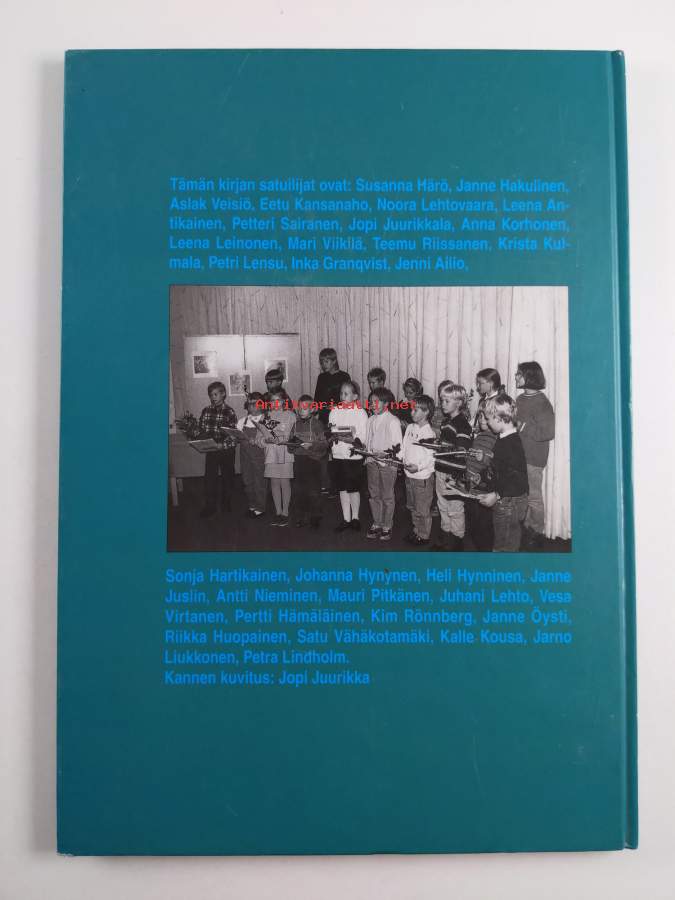 Tämän kirjan satuilijat ovat: Susanna Härö, Janne Hakulinen,
Aslak Veisiö, Eetu Kansanaho, Noora Lehtovaara, Leena An-
tikainen, Petteri Sairanen, Jopi Juurikkala, Anna Korhonen,
Leena Leinonen, Mari Viikilä, Teemu Riissanen, Krista Kul-
mala, Petri Lensu, Inka Granqvist, Jenni Ailio,
Antikvariaatti.net
Sonja Hartikainen, Johanna Hynynen, Heli Hynninen, Janne
Juslin, Antti Nieminen, Mauri Pitkänen, Juhani Lehto, Vesa
Virtanen, Pertti Hämäläinen, Kim Rönnberg, Janne Öysti,
Riikka Huopainen, Satu Vähäkotamäki, Kalle Kousa, Jarno
Liukkonen, Petra Lindholm.
Kannen kuvitus: Jopi Juurikka